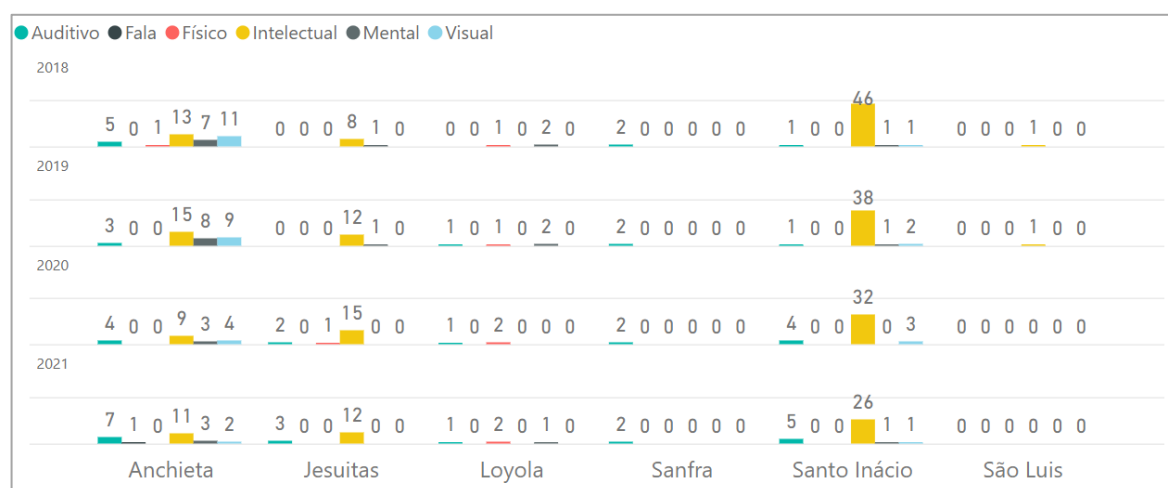 Auditivo Fala Físico Intelectual Mental Visual
2018
5 0 1 13 7 11 0 0 0 8 1 0 0 0 1 0 2 0 2 0 0 0 0 0 1 0 0 46 1 1 0 0 0 1 0 0
2019
3 0 0 15 8 9 0 0 0 12 1 0 1 0 1 0 2 0 2 0 0 0 0 0 1 0 0 38 1 2 0 0 0 1 0 0
2020
4 0 0 9 3 4 2 0 1 15 0 0 1 0 2 0 0 0 2 0 0 0 0 0 4 0 0 32 0 3 0 0 0 0 0 0
2021
7 1 0 11 3 2 3 0 0 12 0 0 1 0 2 0 1 0 2 0 0 0 0 0 5 0 0 26 1 1 0 0 0 0 0 0
Anchieta Jesuitas Loyola Sanfra Santo Inácio São Luis